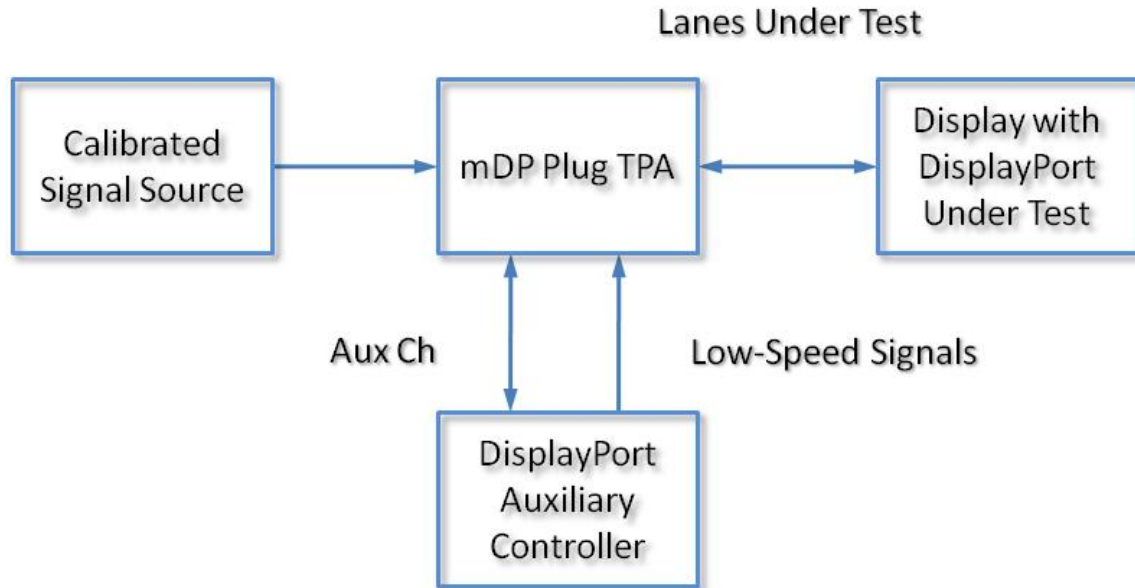 Lanes Under Test
Calibrated
Signal Source
mDP Plug TPA
Display with
DisplayPort
Under Test
Aux Ch
Low-Speed Signals
DisplayPort
Auxiliary
Controller